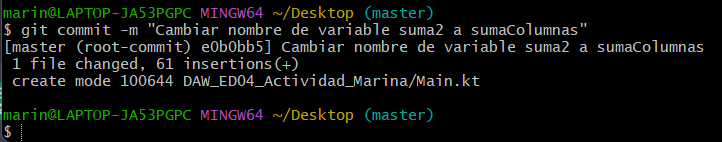 marin@LAPTOP-JA53PGPC MINGW64 ~/Desktop (master)
$ git commit -m "Cambiar nombre de variable suma2 a sumaColumnas"
[master (root-commit) e0b0bb5] Cambiar nombre de variable suma2 a sumaColumnas
 1 file changed, 61 insertions(+)
 create mode 100644 DAW_ED04_Actividad_Marina/Main.kt
marin@LAPTOP-JA53PGPC MINGW64 ~/Desktop (master)
$